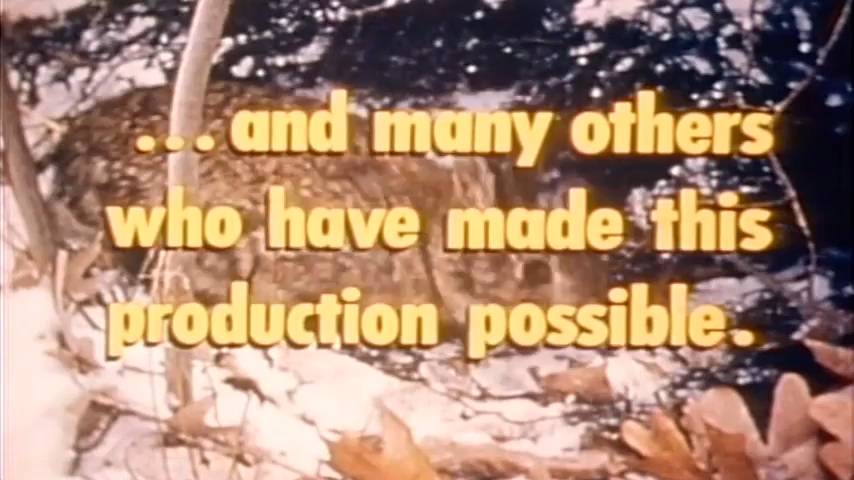 ...and many others
who have made this
production possible.